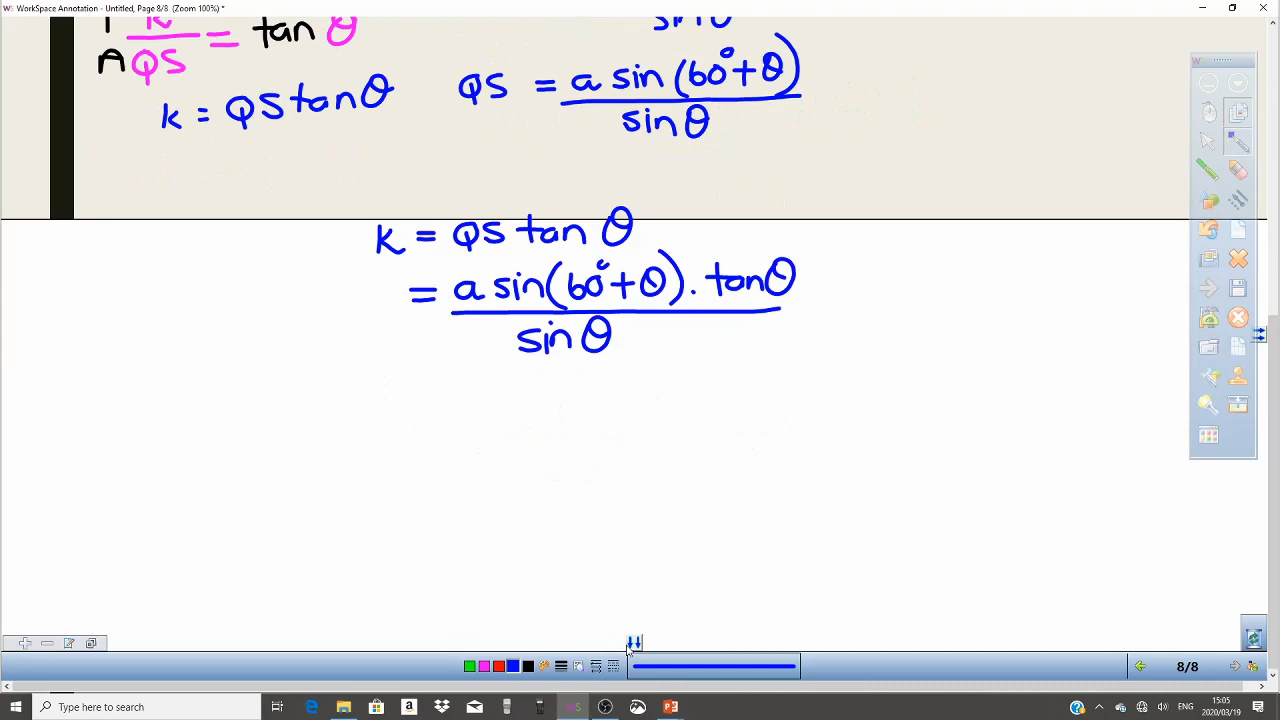 WorkSpace Annotation - Untitled, Page 8/8 (Zoom 100%) *
K = tan θ
A QS
k = QS tan θ
sin θ
QS = a sin (60° + θ)
sin θ
K = QS tan θ
= a sin (60° + θ) . tan θ
sin θ
8/8
Type here to search
15:05
2020/03/19